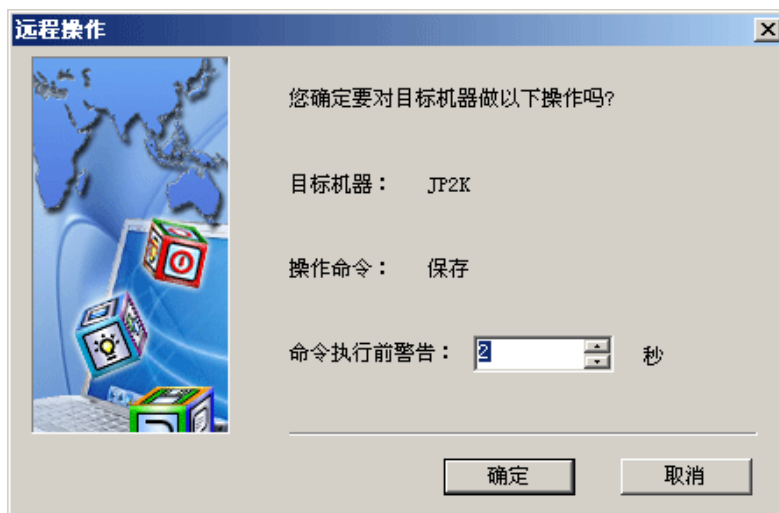 远程操作
您确定要对目标机器做以下操作吗?
目标机器： JP2K
操作命令： 保存
命令执行前警告： 2 秒
确定 取消